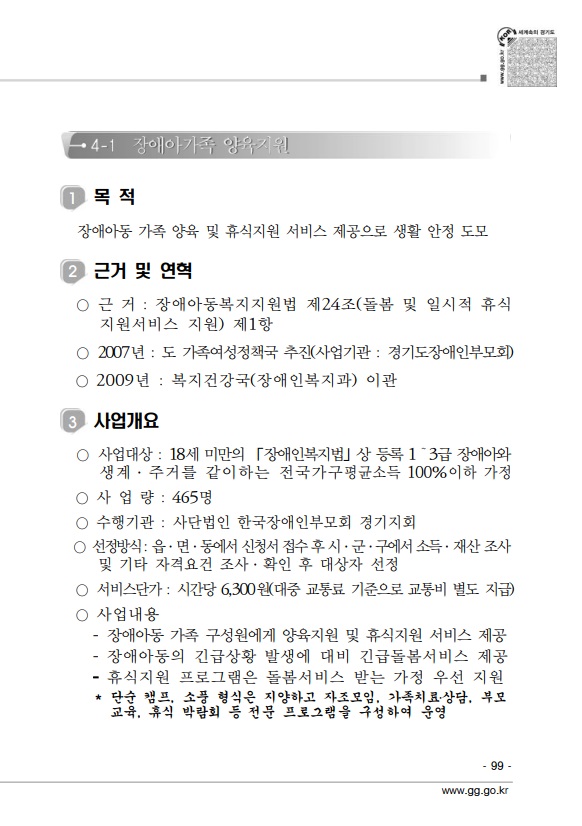 세계속의 경기도
www.gg.go.kr
4-1 장애아가족 양육지원
1 목 적
장애아동 가족 양육 및 휴식지원 서비스 제공으로 생활 안정 도모
2 근거 및 연혁
○ 근 거 : 장애아동복지지원법 제24조(돌봄 및 일시적 휴식
지원서비스 지원) 제1항
○ 2007년 : 도 가족여성정책국 추진(사업기관 : 경기도장애인부모회)
○ 2009년 : 복지건강국(장애인복지과) 이관
3 사업개요
○ 사업대상 : 18세 미만의 「장애인복지법」상 등록 1~3급 장애아와
생계·주거를 같이하는 전국가구평균소득 100%이하 가정
○ 사 업 량 : 465명
○ 수행기관 : 사단법인 한국장애인부모회 경기지회
○ 선정방식 : 읍·면·동에서 신청서 접수 후 시·군·구에서 소득·재산 조사
및 기타 자격요건 조사·확인 후 대상자 선정
○ 서비스단가 : 시간당 6,300원(대중 교통료 기준으로 교통비 별도 지급)
○ 사업내용
- 장애아동 가족 구성원에게 양육지원 및 휴식지원 서비스 제공
- 장애아동의 긴급상황 발생에 대비 긴급돌봄서비스 제공
- 휴식지원 프로그램은 돌봄서비스 받는 가정 우선 지원
* 단순 캠프, 소풍 형식은 지양하고 자조모임, 가족치료·상담, 부모
교육, 휴식 박람회 등 전문 프로그램을 구성하여 운영
- 99 -
www.gg.go.kr